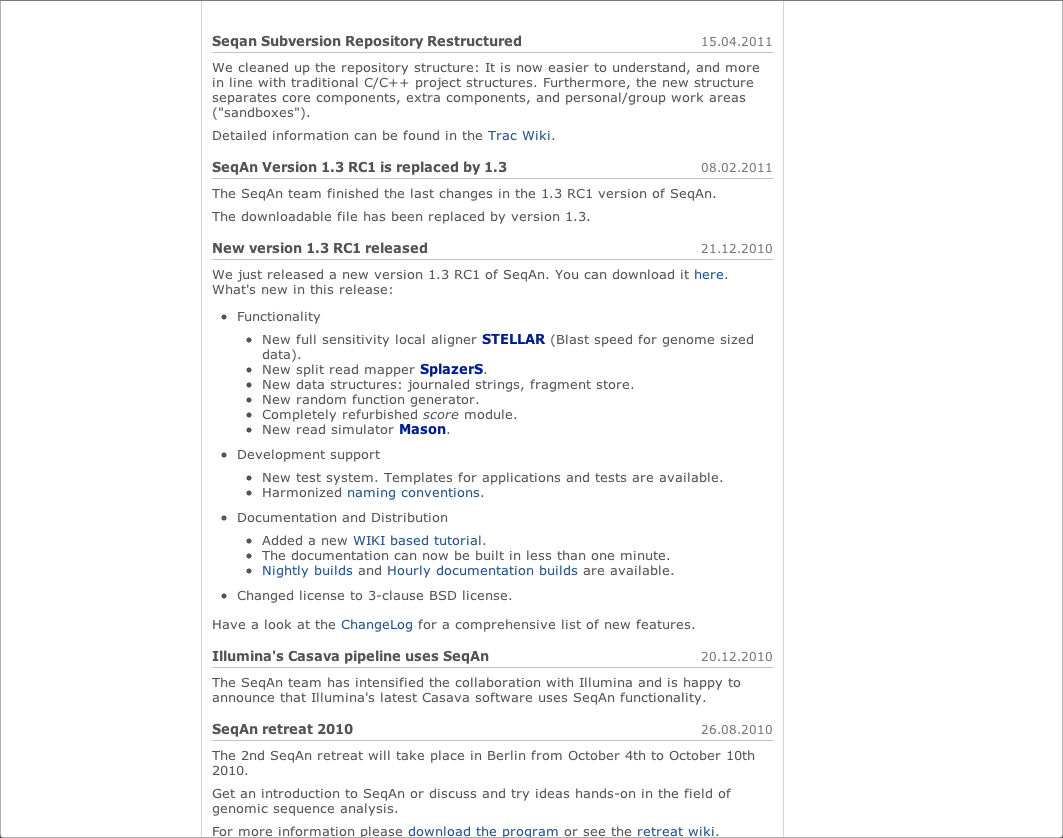 Seqan Subversion Repository Restructured 15.04.2011
We cleaned up the repository structure: It is now easier to understand, and more
in line with traditional C/C++ project structures. Furthermore, the new structure
separates core components, extra components, and personal/group work areas
("sandboxes").
Detailed information can be found in the Trac Wiki.
SeqAn Version 1.3 RC1 is replaced by 1.3 08.02.2011
The SeqAn team finished the last changes in the 1.3 RC1 version of SeqAn.
The downloadable file has been replaced by version 1.3.
New version 1.3 RC1 released 21.12.2010
We just released a new version 1.3 RC1 of SeqAn. You can download it here.
What's new in this release:
• Functionality
• New full sensitivity local aligner STELLAR (Blast speed for genome sized
data).
• New split read mapper SplazerS.
• New data structures: journaled strings, fragment store.
• New random function generator.
• Completely refurbished score module.
• New read simulator Mason.
• Development support
• New test system. Templates for applications and tests are available.
• Harmonized naming conventions.
• Documentation and Distribution
• Added a new WIKI based tutorial.
• The documentation can now be built in less than one minute.
• Nightly builds and Hourly documentation builds are available.
• Changed license to 3-clause BSD license.
Have a look at the ChangeLog for a comprehensive list of new features.
Illumina's Casava pipeline uses SeqAn 20.12.2010
The SeqAn team has intensified the collaboration with Illumina and is happy to
announce that Illumina's latest Casava software uses SeqAn functionality.
SeqAn retreat 2010 26.08.2010
The 2nd SeqAn retreat will take place in Berlin from October 4th to October 10th
2010.
Get an introduction to SeqAn or discuss and try ideas hands-on in the field of
genomic sequence analysis.
For more information please download the program or see the retreat wiki.